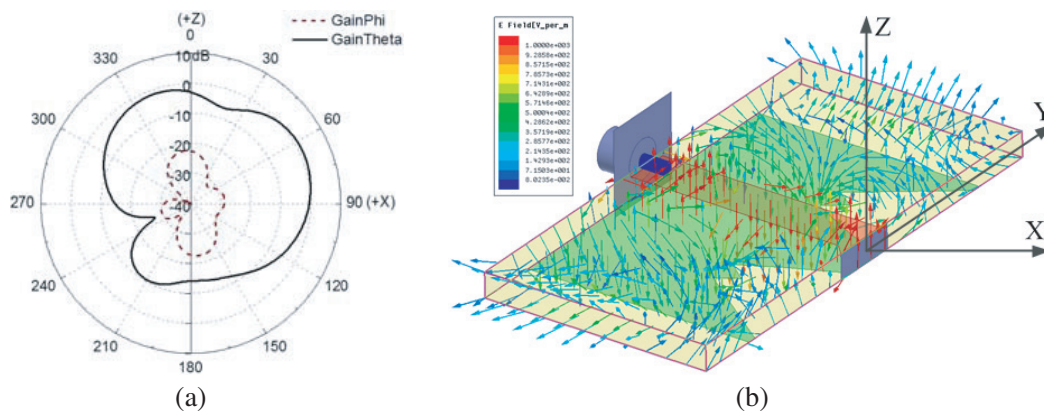 (+Z)
0
GainPhi
GainTheta
10dB
0
-10
-20
-30
-40
30
60
90 (+X)
120
150
180
210
240
270
300
330
(a)
E Field[V_per_m
1.0000e+003
9.2858e+002
8.5715e+002
7.8573e+002
7.1431e+002
6.4289e+002
5.7146e+002
5.0004e+002
4.2862e+002
3.5719e+002
2.8577e+002
2.1435e+002
1.4293e+002
7.1503e+001
8.0235e-002
Z
Y
X
(b)